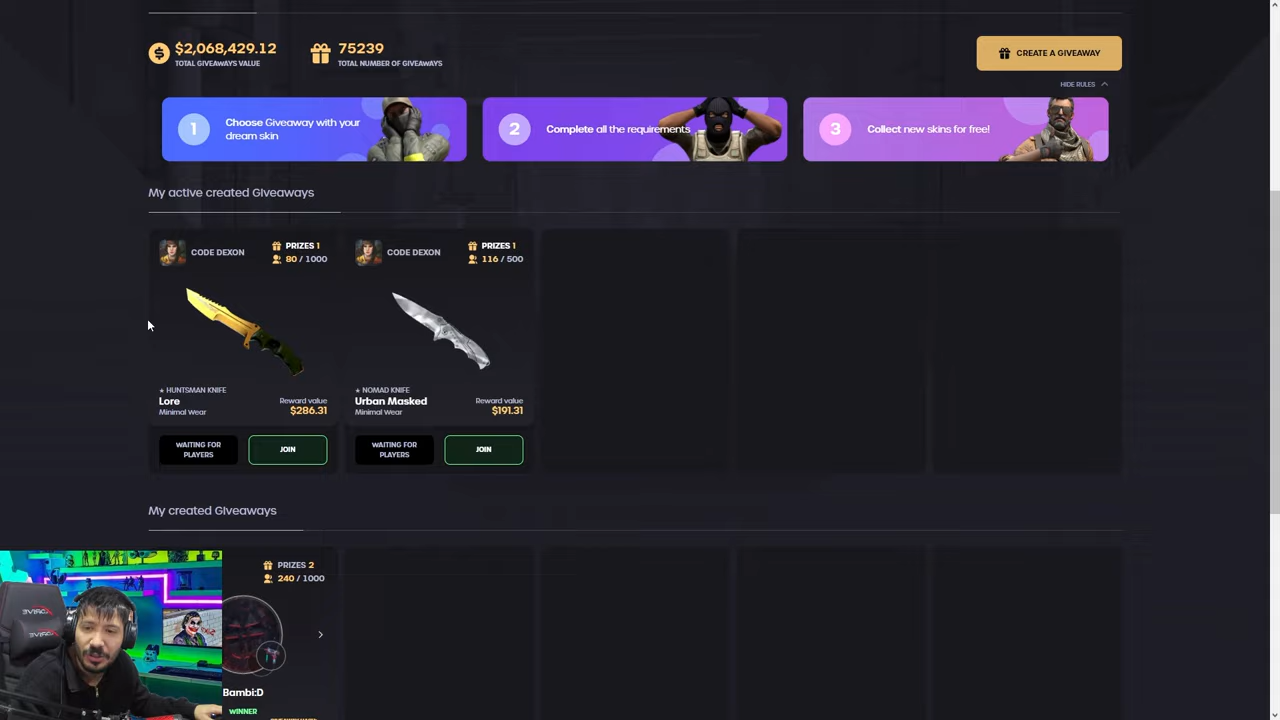 $2,068,429.12
TOTAL GIVEAWAYS VALUE
75239
TOTAL NUMBER OF GIVEAWAYS
CREATE A GIVEAWAY
HIDE RULES
1
Choose Giveaway with your
dream skin
2
Complete all the requirements
3
Collect new skins for free!
My active created Giveaways
CODE DEXON
PRIZES 1
80 / 1000
★ HUNTSMAN KNIFE
Lore
Minimal Wear
Reward value
$286.31
WAITING FOR
PLAYERS
JOIN
CODE DEXON
PRIZES 1
116 / 500
★ NOMAD KNIFE
Urban Masked
Minimal Wear
Reward value
$191.31
WAITING FOR
PLAYERS
JOIN
My created Giveaways
PRIZES 2
240 / 1000
Bambi:D
WINNER